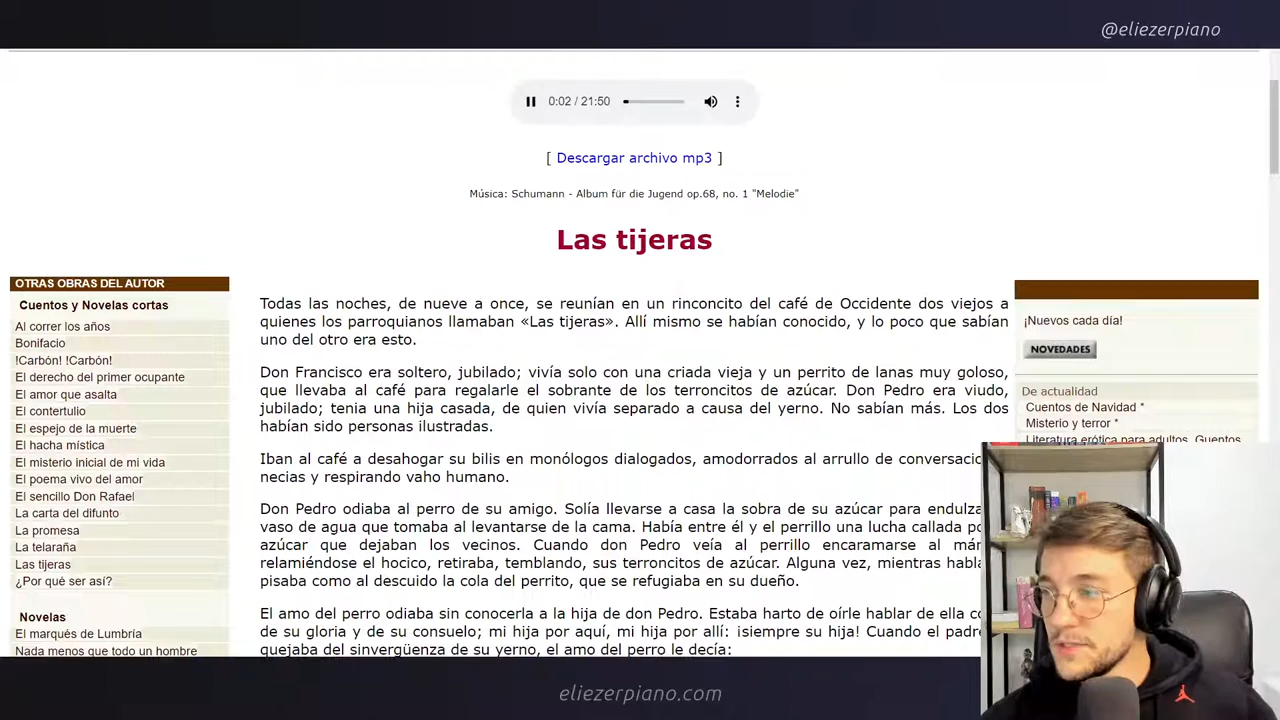 @eliezerpiano
0:02 / 21:50
[ Descargar archivo mp3 ]
Música: Schumann - Album für die Jugend op.68, no. 1 "Melodie"
Las tijeras
OTRAS OBRAS DEL AUTOR
Cuentos y Novelas cortas
Al correr los años
Bonifacio
!Carbón! !Carbón!
El derecho del primer ocupante
El amor que asalta
El contertulio
El espejo de la muerte
El hacha mística
El misterio inicial de mi vida
El poema vivo del amor
El sencillo Don Rafael
La carta del difunto
La promesa
La telaraña
Las tijeras
¿Por qué ser así?
Novelas
El marqués de Lumbría
Nada menos que todo un hombre
Todas las noches, de nueve a once, se reunían en un rinconcito del café de Occidente dos viejos a
quienes los parroquianos llamaban «Las tijeras». Allí mismo se habían conocido, y lo poco que sabían
uno del otro era esto.
Don Francisco era soltero, jubilado; vivía solo con una criada vieja y un perrito de lanas muy goloso,
que llevaba al café para regalarle el sobrante de los terroncitos de azúcar. Don Pedro era viudo,
jubilado; tenia una hija casada, de quien vivía separado a causa del yerno. No sabían más. Los dos
habían sido personas ilustradas.
Iban al café a desahogar su bilis en monólogos dialogados, amodorrados al arrullo de conversacio
necias y respirando vaho humano.
Don Pedro odiaba al perro de su amigo. Solía llevarse a casa la sobra de su azúcar para endulza
vaso de agua que tomaba al levantarse de la cama. Había entre él y el perrillo una lucha callada po
azúcar que dejaban los vecinos. Cuando don Pedro veía al perrillo encaramarse al már
relamiéndose el hocico, retiraba, temblando, sus terroncitos de azúcar. Alguna vez, mientras habla
pisaba como al descuido la cola del perrito, que se refugiaba en su dueño.
El amo del perro odiaba sin conocerla a la hija de don Pedro. Estaba harto de oírle hablar de ella co
de su gloria y de su consuelo; mi hija por aquí, mi hija por allí: ¡siempre su hija! Cuando el padre
quejaba del sinvergüenza de su yerno, el amo del perro le decía:
¡Nuevos cada día!
NOVEDADES
De actualidad
Cuentos de Navidad *
Misterio y terror *
Literatura erótica para adultos. Cuentos
eliezerpiano.com